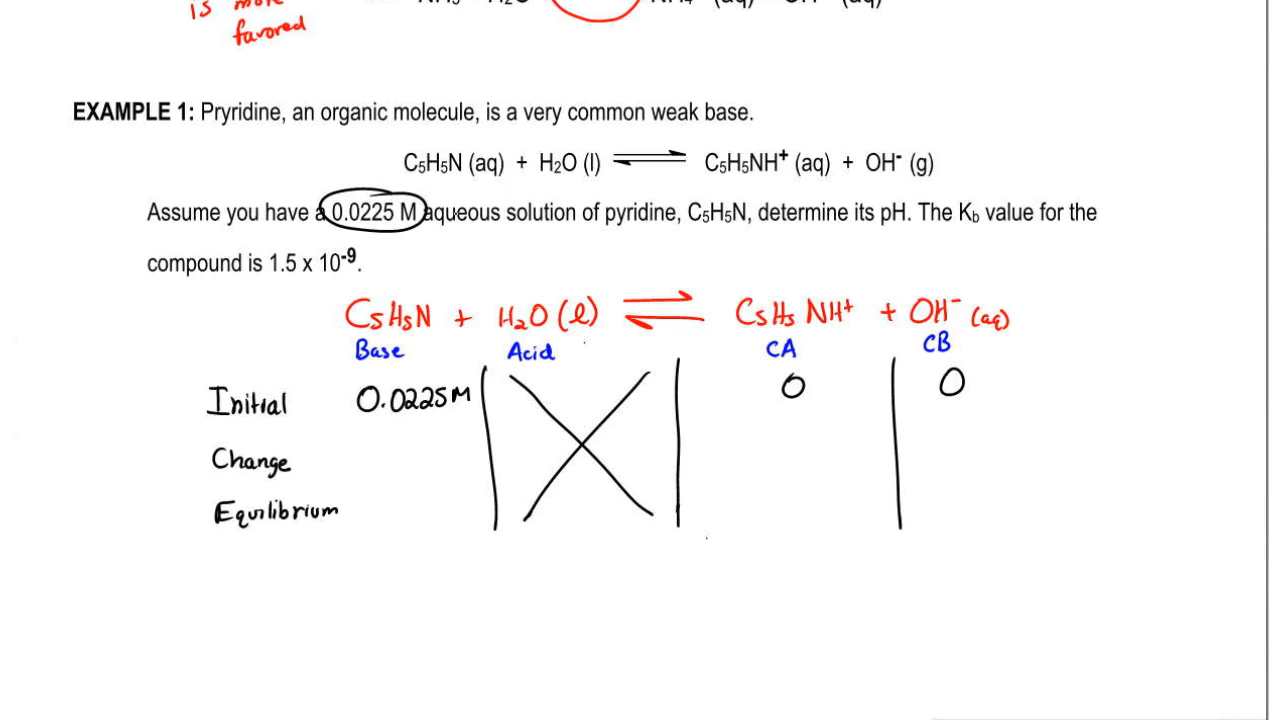 is more
favored
EXAMPLE 1: Pryridine, an organic molecule, is a very common weak base.
C5H5N (aq) + H2O (l) ⇌ C5H5NH+ (aq) + OH- (g)
Assume you have a 0.0225 M aqueous solution of pyridine, C5H5N, determine its pH. The Kb value for the
compound is 1.5 x 10-9.
C5H5N + H2O (l) ⇌ C5H5NH+ + OH- (aq)
Base Acid CA CB
Initial 0.0225M 0 0
Change
Equilibrium